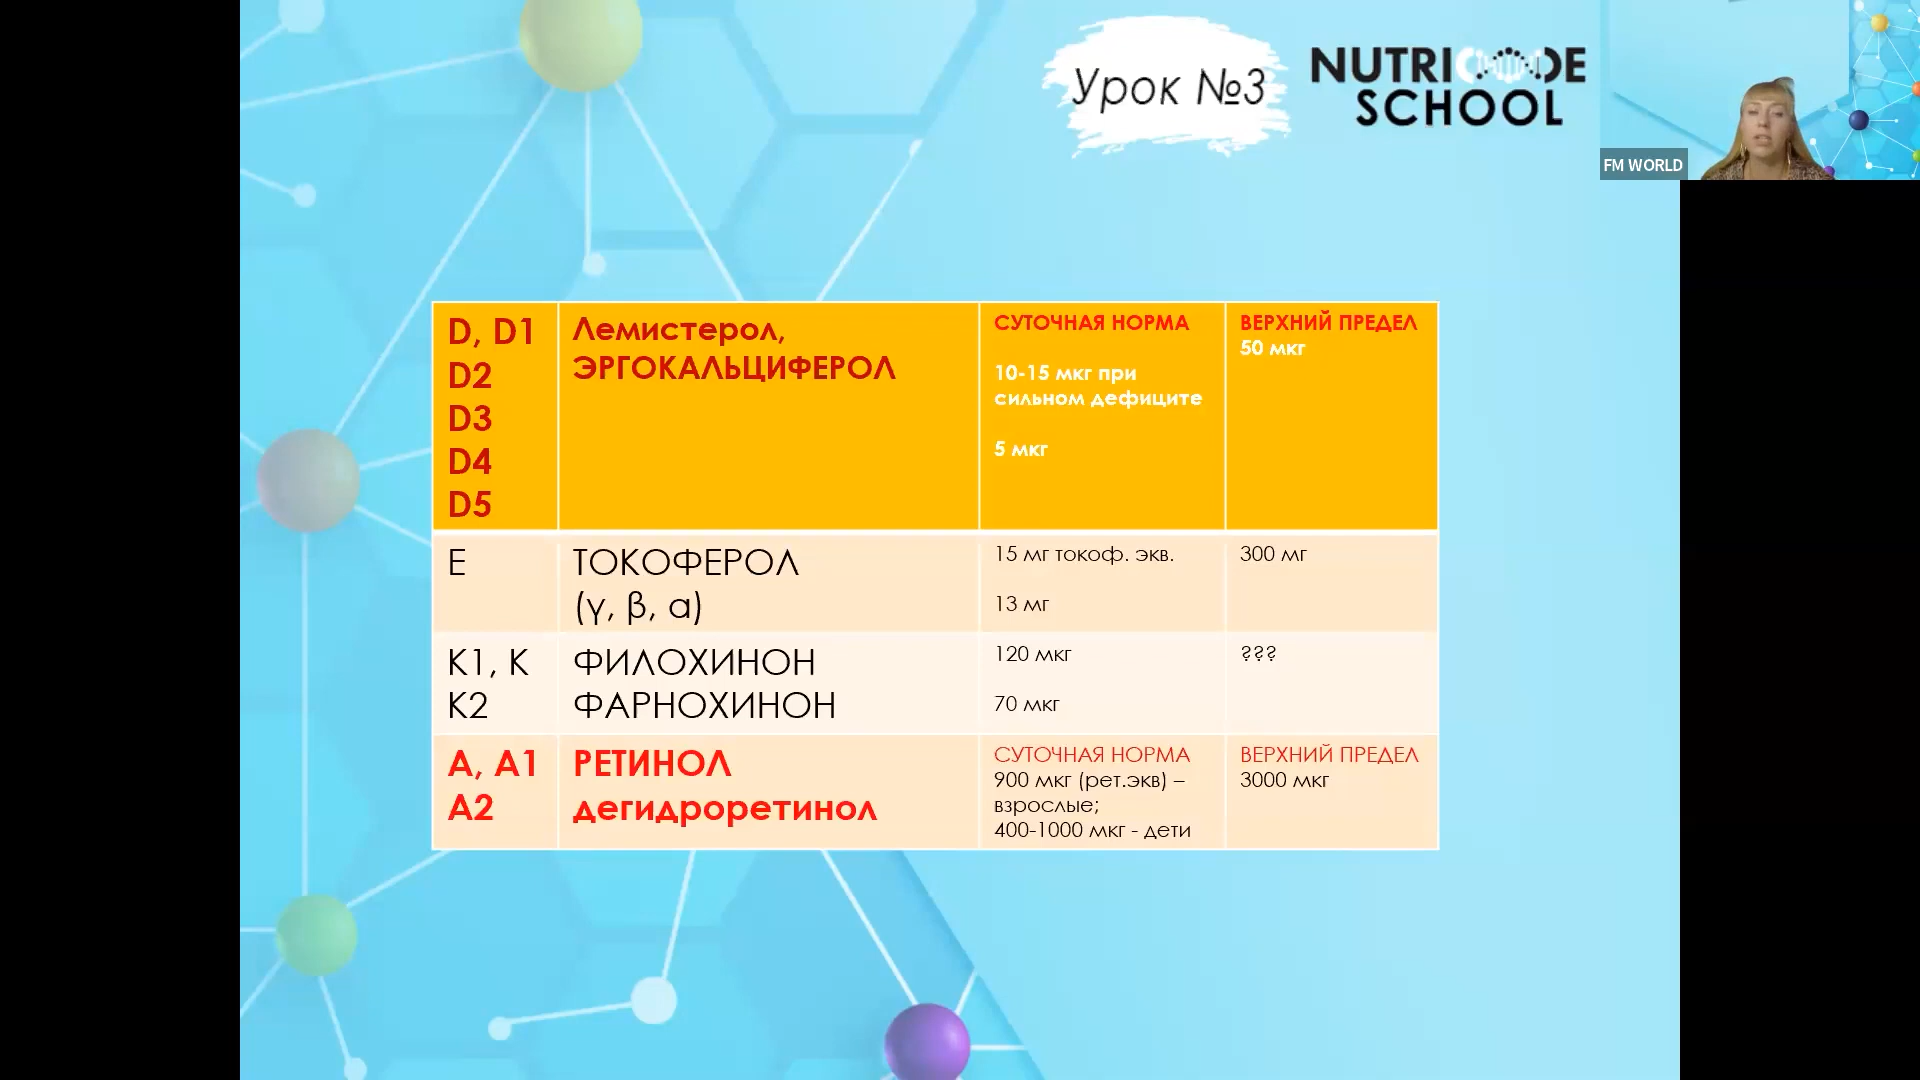 Урок №3
NUTRICODE
SCHOOL
FM WORLD
D, D1
D2
D3
D4
D5
Лемистерол,
ЭРГОКАЛЬЦИФЕРОЛ
СУТОЧНАЯ НОРМА
10-15 мкг при
сильном дефиците
5 мкг
ВЕРХНИЙ ПРЕДЕЛ
50 мкг
E
ТОКОФЕРОЛ
(γ, β, α)
15 мг токоф. экв.
13 мг
300 мг
K1, K
K2
ФИЛОХИНОН
ФАРНОХИНОН
120 мкг
70 мкг
???
A, A1
A2
РЕТИНОЛ
дегидроретинол
СУТОЧНАЯ НОРМА
900 мкг (рет.экв) –
взрослые;
400-1000 мкг - дети
ВЕРХНИЙ ПРЕДЕЛ
3000 мкг